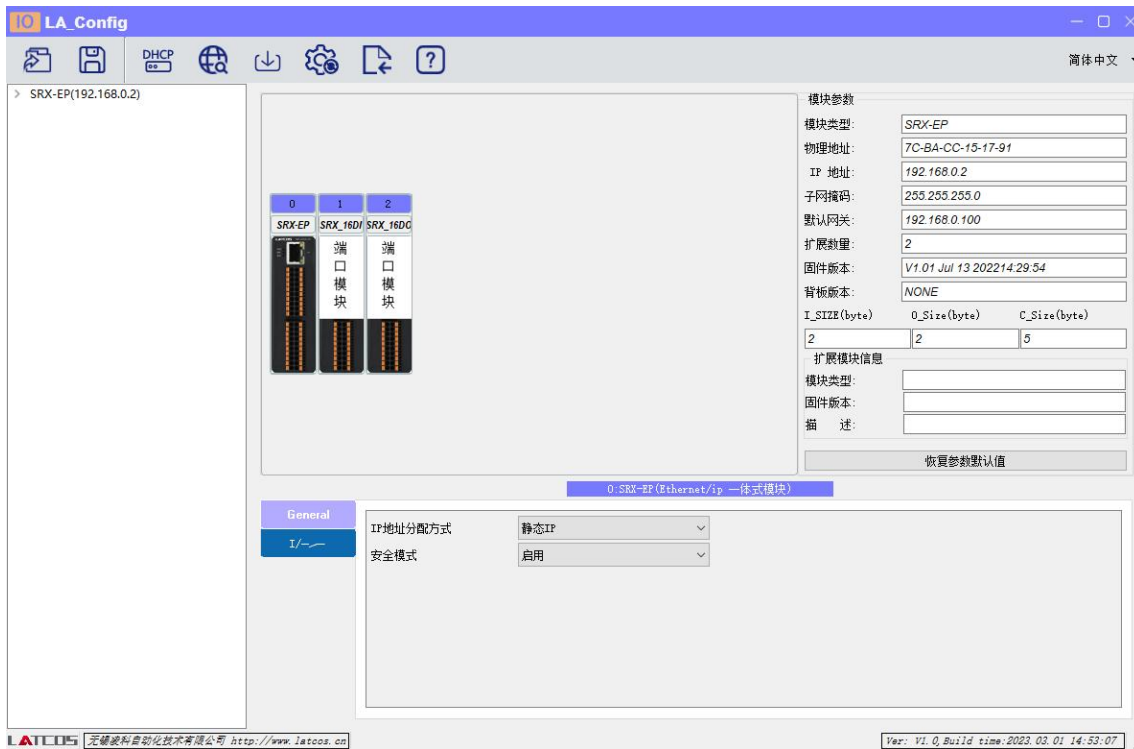 IO LA_Config
DHCP
简体中文
SRX-EP(192.168.0.2)
0 1 2
SRX-EP SRX_16DI SRX_16DO
端口模块 端口模块
模块参数
模块类型: SRX-EP
物理地址: 7C-BA-CC-15-17-91
IP 地址: 192.168.0.2
子网掩码: 255.255.255.0
默认网关: 192.168.0.100
扩展数量: 2
固件版本: V1.01 Jul 13 202214:29:54
背板版本: NONE
I_SIZE(byte) O_Size(byte) C_Size(byte)
2 2 5
扩展模块信息
模块类型:
固件版本:
描 述:
恢复参数默认值
0:SRX-EP(Ethernet/ip 一体式模块)
General
IP地址分配方式 静态IP
安全模式 启用
LATCOS 无锡凌科自动化技术有限公司 http://www.latcos.cn
Ver: V1.0,Build time:2023.03.01 14:53:07